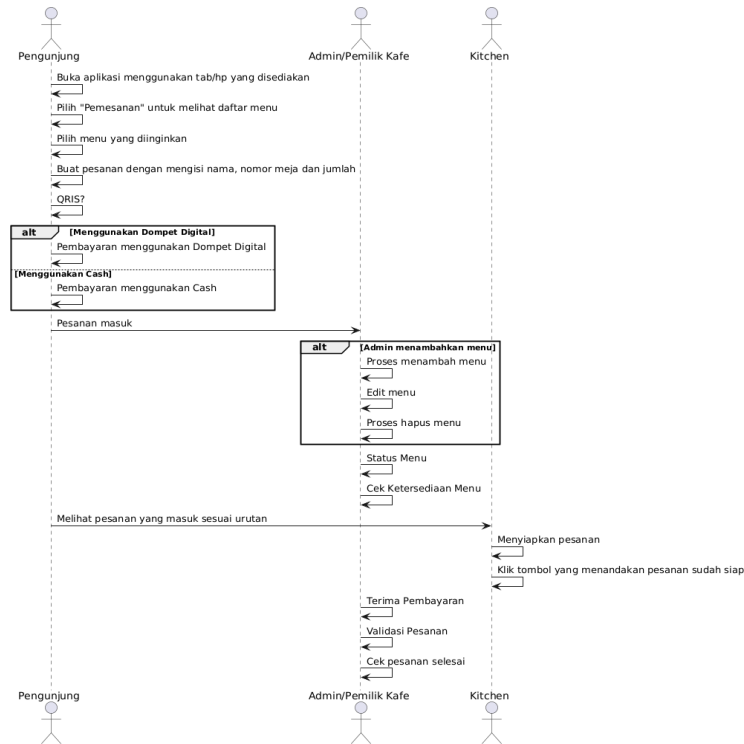 Pengunjung
Admin/Pemilik Kafe
Kitchen
Buka aplikasi menggunakan tab/hp yang disediakan
Pilih "Pemesanan" untuk melihat daftar menu
Pilih menu yang diinginkan
Buat pesanan dengan mengisi nama, nomor meja dan jumlah
QRIS?
alt [Menggunakan Dompet Digital]
Pembayaran menggunakan Dompet Digital
[Menggunakan Cash]
Pembayaran menggunakan Cash
Pesanan masuk
alt [Admin menambahkan menu]
Proses menambah menu
Edit menu
Proses hapus menu
Status Menu
Cek Ketersediaan Menu
Melihat pesanan yang masuk sesuai urutan
Menyiapkan pesanan
Klik tombol yang menandakan pesanan sudah siap
Terima Pembayaran
Validasi Pesanan
Cek pesanan selesai
Pengunjung
Admin/Pemilik Kafe
Kitchen